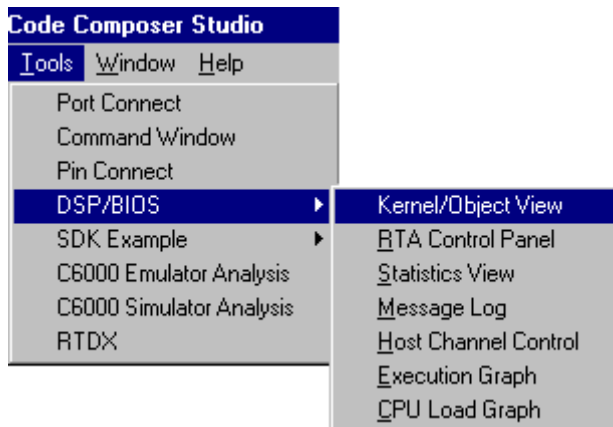 Code Composer Studio
Tools Window Help
Port Connect
Command Window
Pin Connect
DSP/BIOS
SDK Example
C6000 Emulator Analysis
C6000 Simulator Analysis
RTDX
Kernel/Object View
RTA Control Panel
Statistics View
Message Log
Host Channel Control
Execution Graph
CPU Load Graph